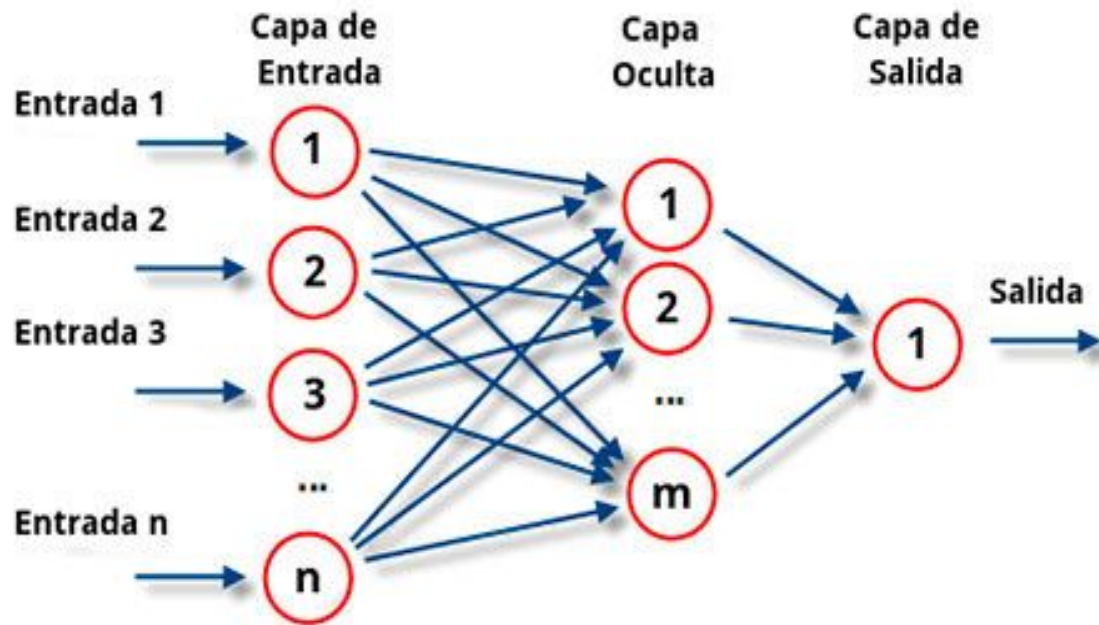 Capa de
Entrada
Capa
Oculta
Capa de
Salida
Entrada 1
1
Entrada 2
2
Entrada 3
3
...
Entrada n
n
1
2
...
m
1
Salida